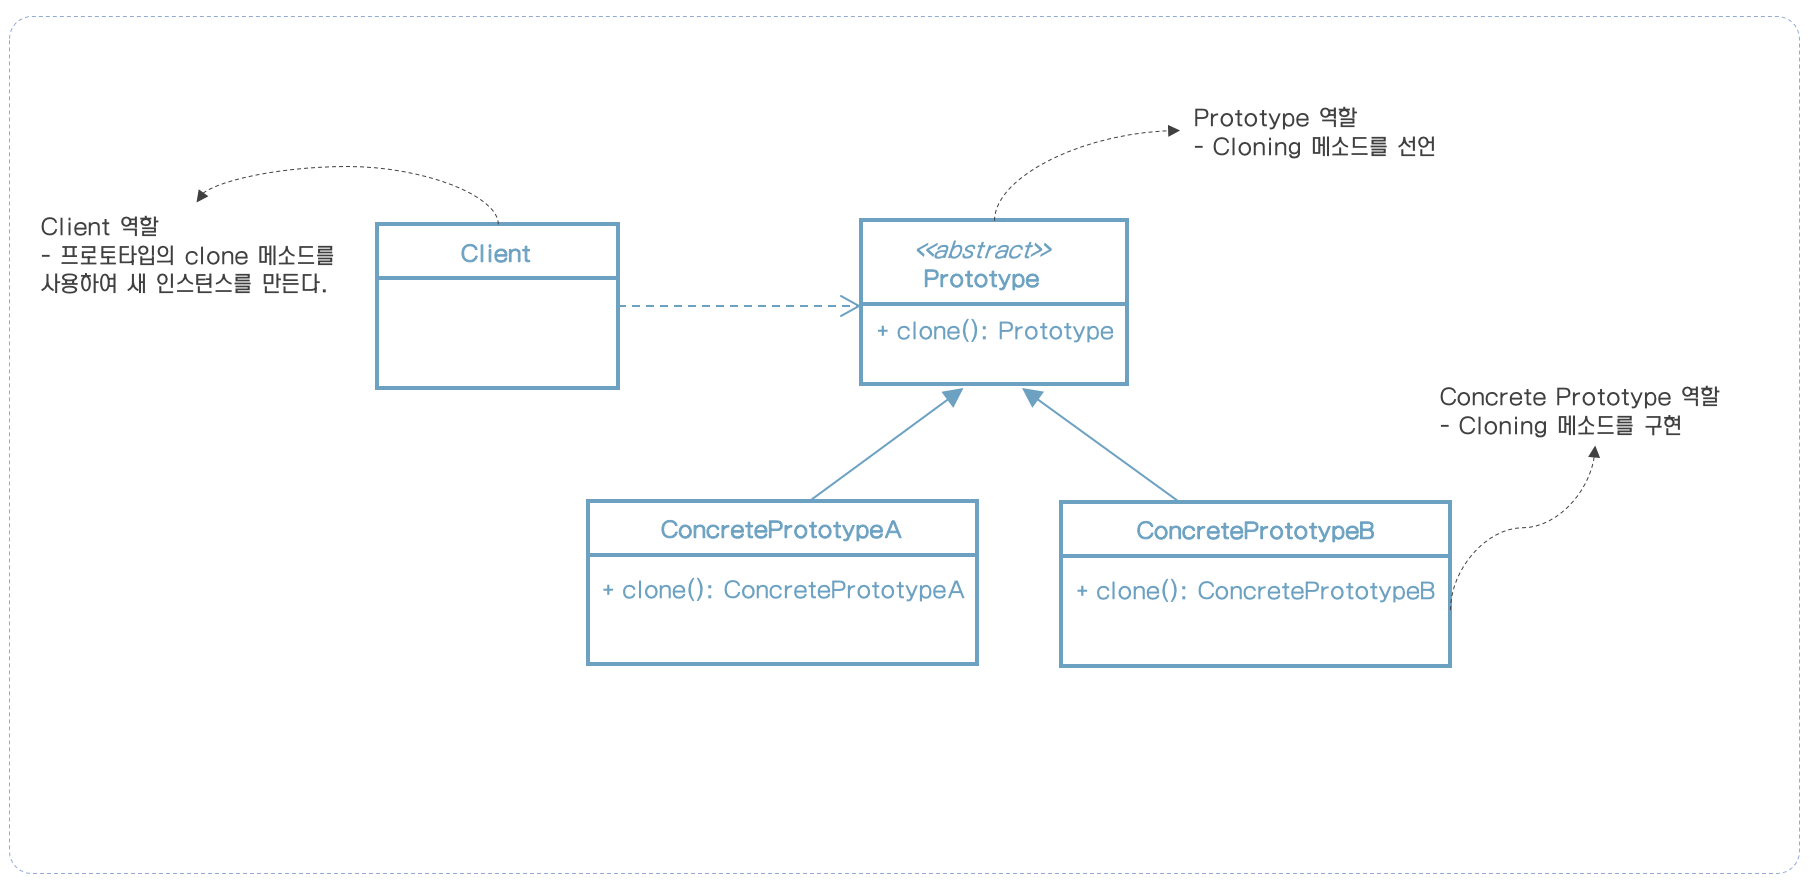 Prototype 역할
- Cloning 메소드를 선언
Client 역할
- 프로토타입의 clone 메소드를
사용하여 새 인스턴스를 만든다.
Client
<<abstract>>
Prototype
+ clone(): Prototype
Concrete Prototype 역할
- Cloning 메소드를 구현
ConcretePrototypeA
+ clone(): ConcretePrototypeA
ConcretePrototypeB
+ clone(): ConcretePrototypeB